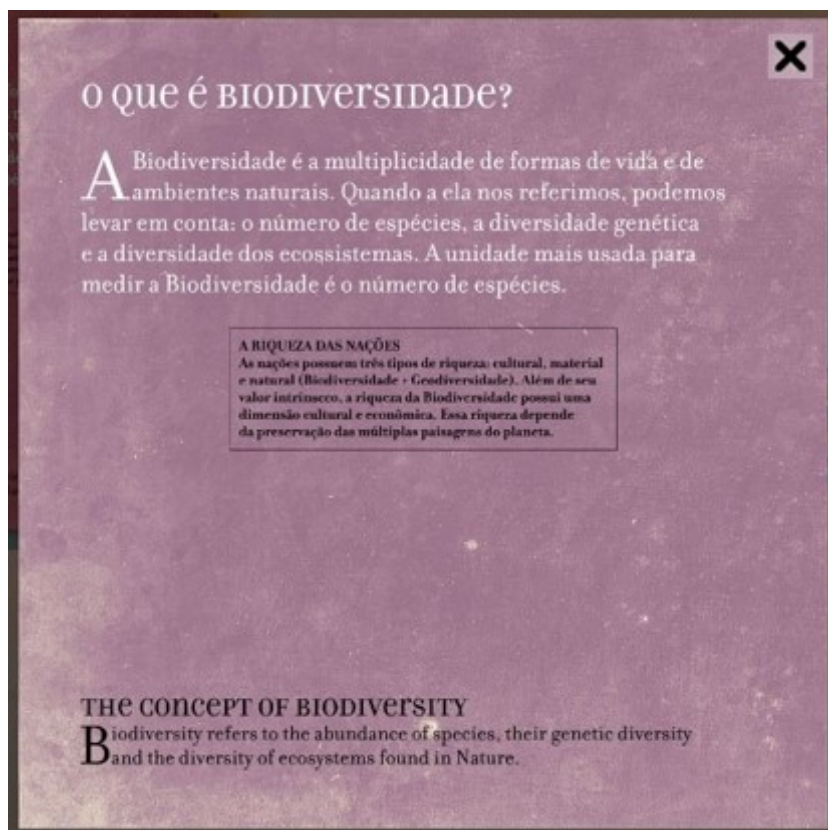 O que é BIODIVersIDaDe?
A Biodiversidade é a multiplicidade de formas de vida e de
ambientes naturais. Quando a ela nos referimos, podemos
levar em conta: o número de espécies, a diversidade genética
e a diversidade dos ecossistemas. A unidade mais usada para
medir a Biodiversidade é o número de espécies.
A RIQUEZA DAS NAÇÕES
As nações possuem três tipos de riqueza: cultural, material
e natural (Biodiversidade + Geodiversidade). Além de seu
valor intrínseco, a riqueza da Biodiversidade possui uma
dimensão cultural e econômica. Essa riqueza depende
da preservação das múltiplas paisagens do planeta.
THe concePT OF BIODIVersITY
Biodiversity refers to the abundance of species, their genetic diversity
and the diversity of ecosystems found in Nature.